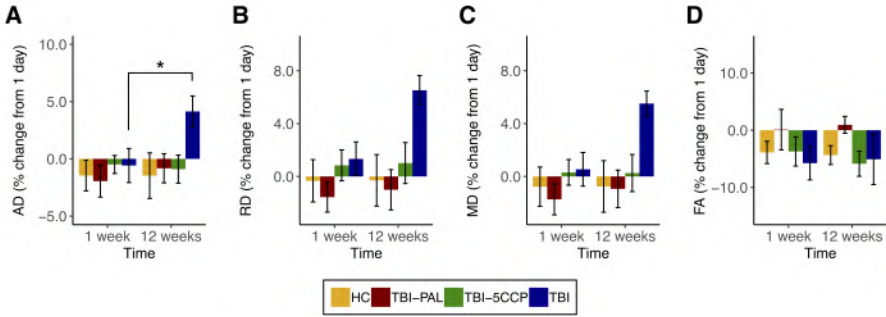 A
AD (% change from 1 day)
10.0
5.0
0.0
−5.0
*
1 week 12 weeks
Time
B
RD (% change from 1 day)
8.0
4.0
0.0
1 week 12 weeks
Time
C
MD (% change from 1 day)
8.0
4.0
0.0
1 week 12 weeks
Time
D
FA (% change from 1 day)
10.0
0.0
−10.0
1 week 12 weeks
Time
HC TBI−PAL TBI−5CCP TBI